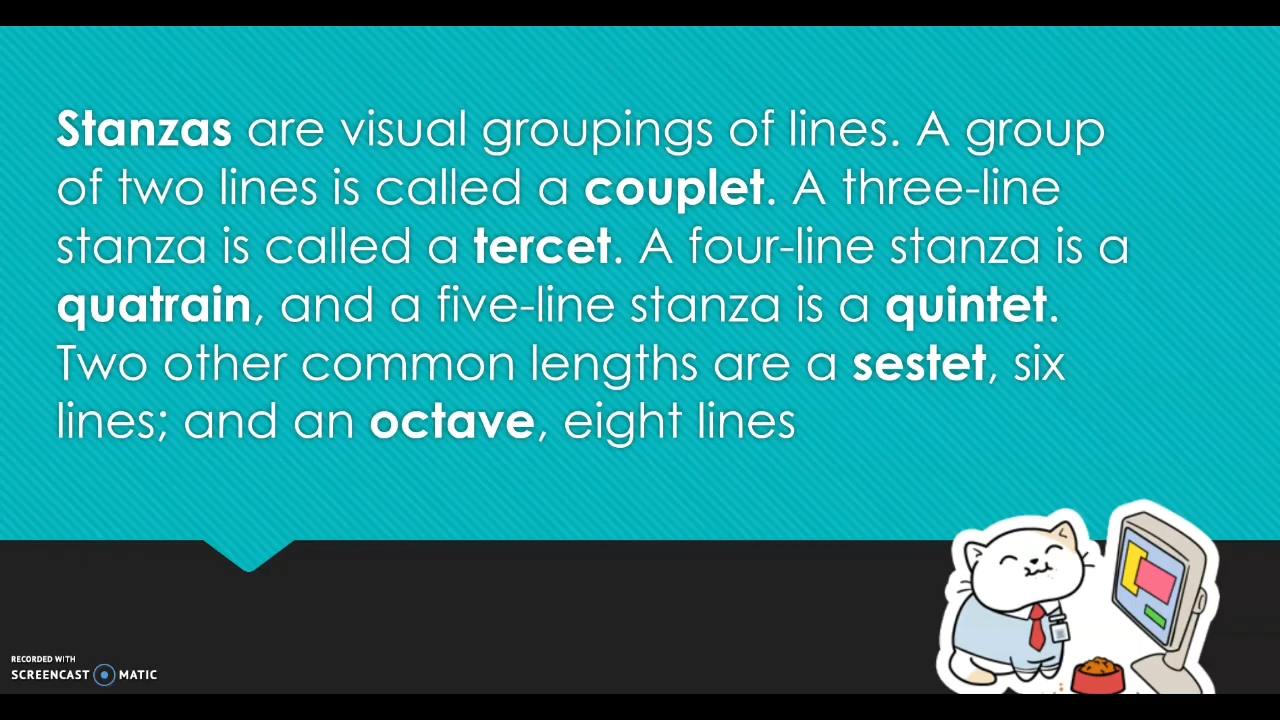 Stanzas are visual groupings of lines. A group
of two lines is called a couplet. A three-line
stanza is called a tercet. A four-line stanza is a
quatrain, and a five-line stanza is a quintet.
Two other common lengths are a sestet, six
lines; and an octave, eight lines
RECORDED WITH
SCREENCAST MATIC